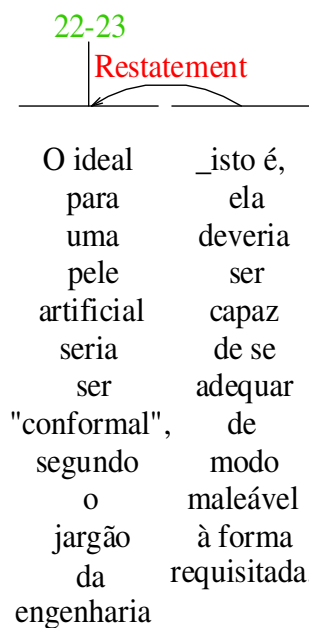 22-23
Restatement
O ideal
para
uma
pele
artificial
seria
ser
"conformal",
segundo
o
jargão
da
engenharia
_isto é,
ela
deveria
ser
capaz
de se
adequar
de
modo
maleável
à forma
requisitada.